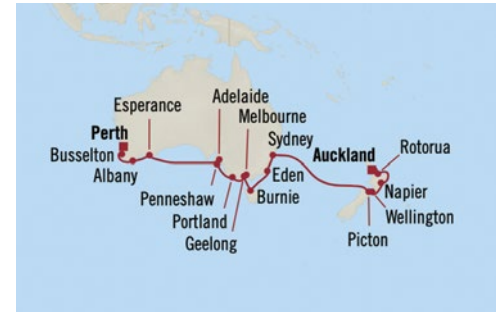 Esperance
Adelaide
Melbourne
Perth
Sydney
Busselton
Albany
Auckland
Rotorua
Penneshaw
Eden
Napier
Portland
Burnie
Wellington
Geelong
Picton